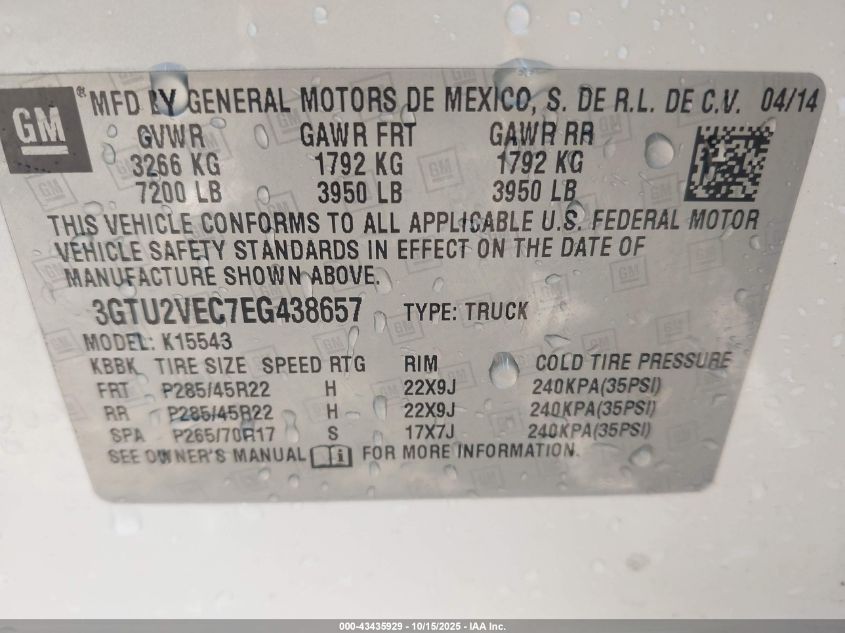 GM ® MFD BY GENERAL MOTORS DE MEXICO, S. DE R.L. DE C.V. 04/14
GVWR GAWR FRT GAWR RR
3266 KG 1792 KG 1792 KG
7200 LB 3950 LB 3950 LB
THIS VEHICLE CONFORMS TO ALL APPLICABLE U.S. FEDERAL MOTOR
VEHICLE SAFETY STANDARDS IN EFFECT ON THE DATE OF
MANUFACTURE SHOWN ABOVE.
3GTU2VEC7EG438657 TYPE: TRUCK
MODEL: K15543
KBBK TIRE SIZE SPEED RTG RIM COLD TIRE PRESSURE
FRT P285/45R22 H 22X9J 240KPA(35PSI)
RR P285/45R22 H 22X9J 240KPA(35PSI)
SPA P265/70R17 S 17X7J 240KPA(35PSI)
SEE OWNER'S MANUAL i FOR MORE INFORMATION.
000-43435929 - 10/15/2025 - IAA Inc.